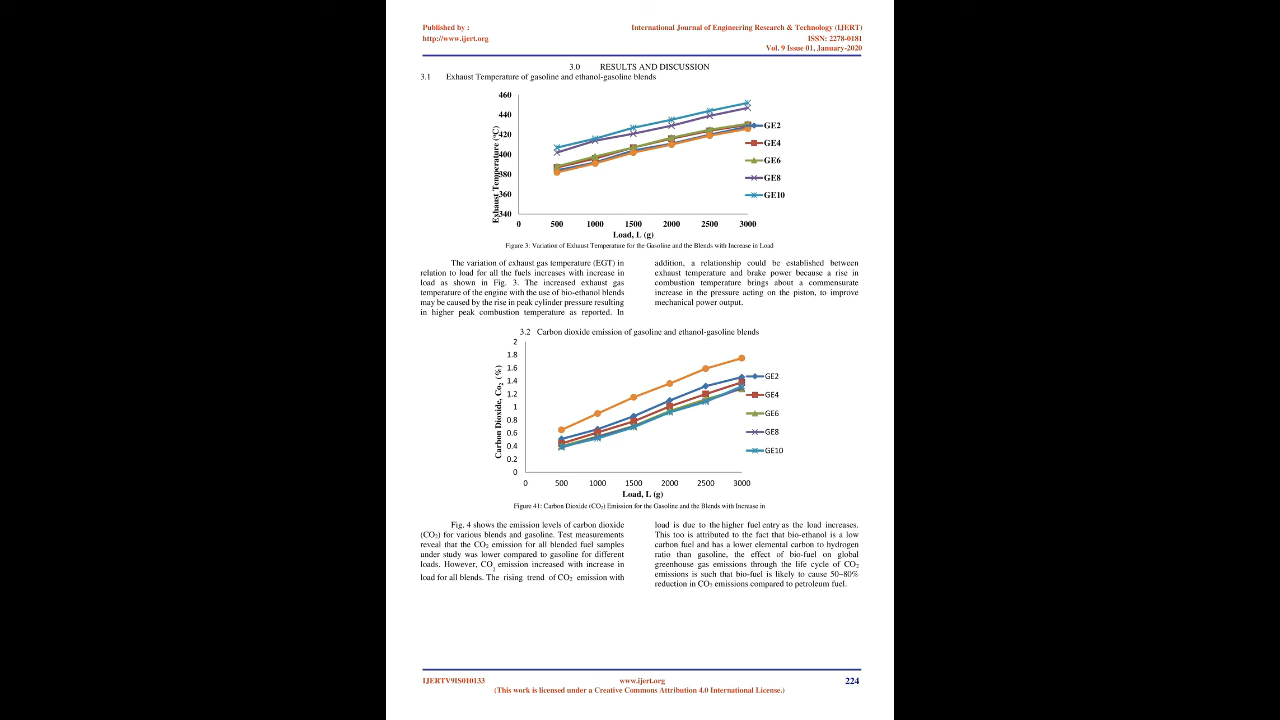 Published by :
http://www.ijert.org
International Journal of Engineering Research & Technology (IJERT)
ISSN: 2278-0181
Vol. 9 Issue 01, January-2020
3.0 RESULTS AND DISCUSSION
3.1 Exhaust Temperature of gasoline and ethanol-gasoline blends
460
440
420
400
380
360
340
Exhaust Temperature (°C)
0 500 1000 1500 2000 2500 3000
Load, L (g)
GE2
GE4
GE6
GE8
GE10
Figure 3: Variation of Exhaust Temperature for the Gasoline and the Blends with Increase in Load
The variation of exhaust gas temperature (EGT) in
relation to load for all the fuels increases with increase in
load as shown in Fig. 3. The increased exhaust gas
temperature of the engine with the use of bio-ethanol blends
may be caused by the rise in peak cylinder pressure resulting
in higher peak combustion temperature as reported. In
addition, a relationship could be established between
exhaust temperature and brake power because a rise in
combustion temperature brings about a commensurate
increase in the pressure acting on the piston, to improve
mechanical power output.
3.2 Carbon dioxide emission of gasoline and ethanol-gasoline blends
2
1.8
1.6
1.4
1.2
1
0.8
0.6
0.4
0.2
0
Carbon Dioxide, Co2 (%)
0 500 1000 1500 2000 2500 3000
Load, L (g)
GE2
GE4
GE6
GE8
GE10
Figure 41: Carbon Dioxide (CO2) Emission for the Gasoline and the Blends with Increase in
Fig. 4 shows the emission levels of carbon dioxide
(CO2) for various blends and gasoline. Test measurements
reveal that the CO2 emission for all blended fuel samples
under study was lower compared to gasoline for different
loads. However, CO2 emission increased with increase in
load for all blends. The rising trend of CO2 emission with
load is due to the higher fuel entry as the load increases.
This too is attributed to the fact that bio-ethanol is a low
carbon fuel and has a lower elemental carbon to hydrogen
ratio than gasoline, the effect of bio-fuel on global
greenhouse gas emissions through the life cycle of CO2
emissions is such that bio-fuel is likely to cause 50–80%
reduction in CO2 emissions compared to petroleum fuel.
IJERTV9IS010133
www.ijert.org
(This work is licensed under a Creative Commons Attribution 4.0 International License.)
224